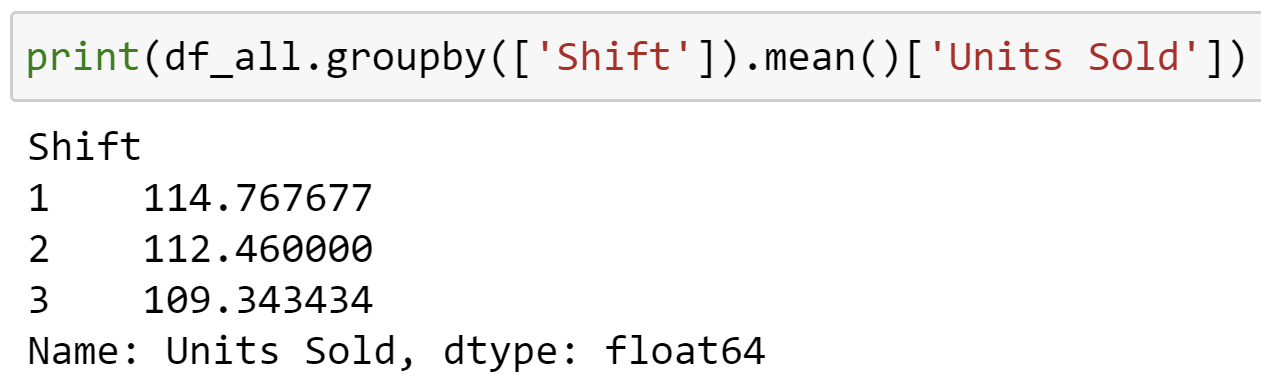 print(df_all.groupby(['Shift']).mean()['Units Sold'])
Shift
1    114.767677
2    112.460000
3    109.343434
Name: Units Sold, dtype: float64